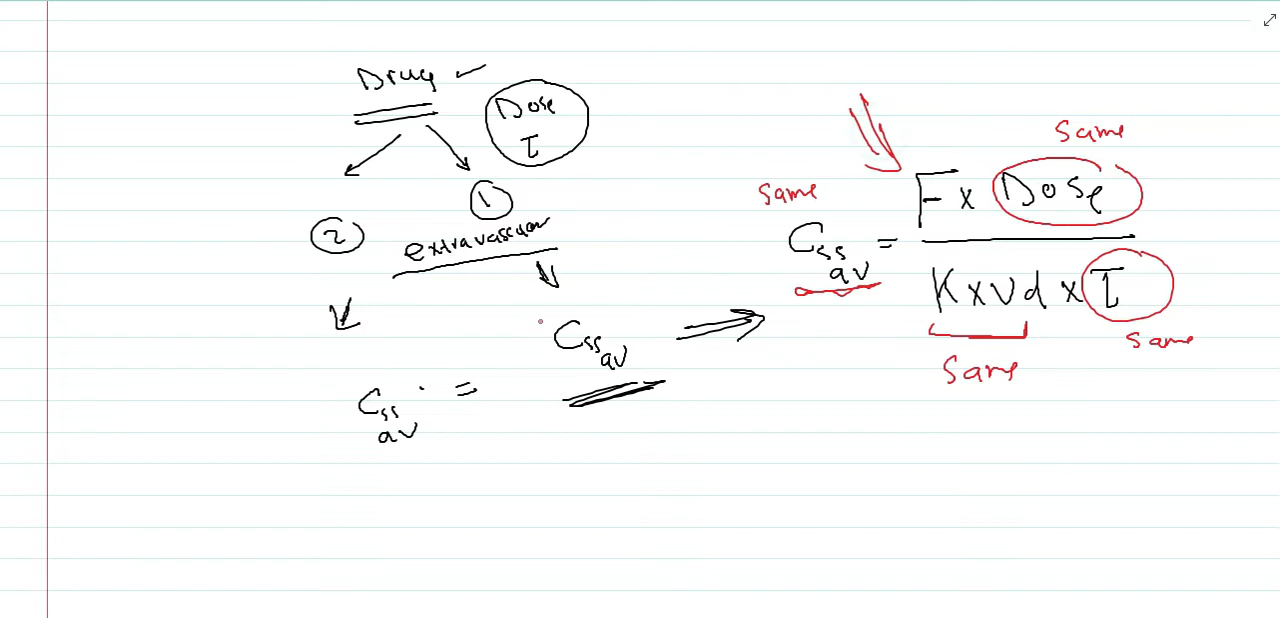 Drug
Dose
τ
1
2
extravascular
Css av
Css av =
same
same
Css av = F x Dose
K x Vd x τ
same
same